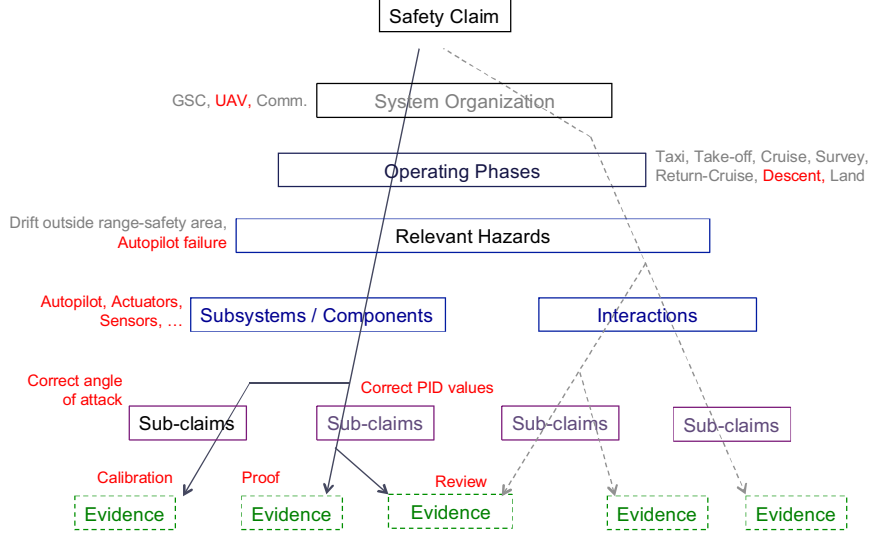 Safety Claim
GSC, UAV, Comm.
System Organization
Operating Phases
Taxi, Take-off, Cruise, Survey,
Return-Cruise, Descent, Land
Drift outside range-safety area,
Autopilot failure
Relevant Hazards
Autopilot, Actuators,
Sensors, …
Subsystems / Components
Interactions
Correct angle
of attack
Correct PID values
Sub-claims
Sub-claims
Sub-claims
Sub-claims
Calibration
Proof
Review
Evidence
Evidence
Evidence
Evidence
Evidence